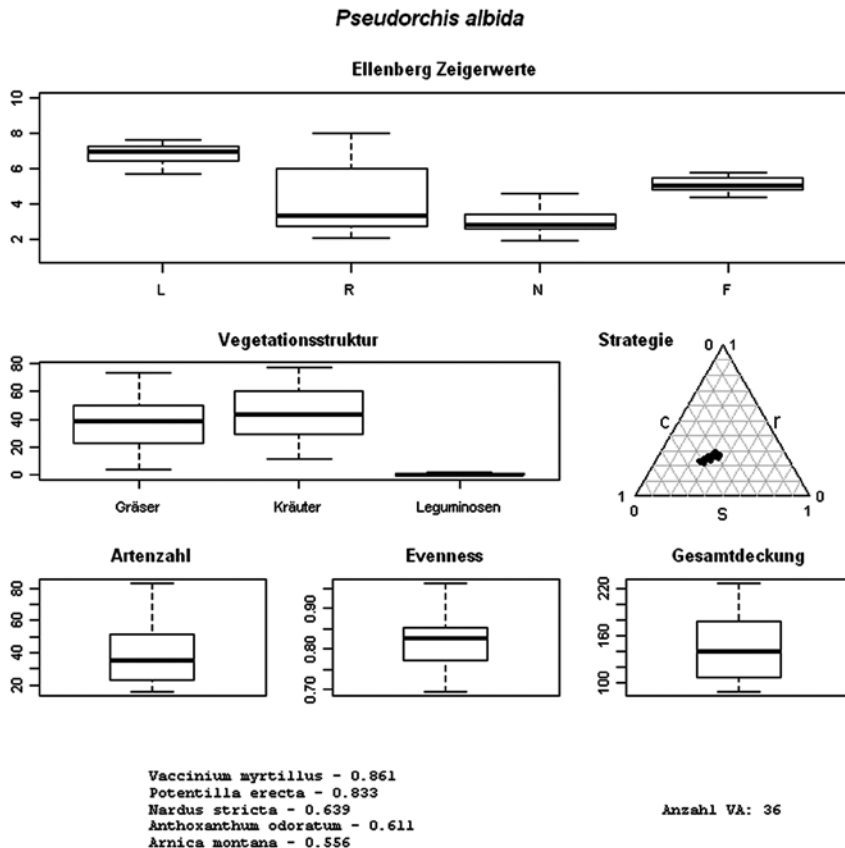 Pseudorchis albida
Ellenberg Zeigerwerte
10
8
6
4
2
L R N F
Vegetationsstruktur
80
60
40
20
0
Gräser Kräuter Leguminosen
Strategie
0 1
C r
1 0
0 S 1
Artenzahl
80
60
40
20
Evenness
0.90
0.80
0.70
Gesamtdeckung
220
160
100
Vaccinium myrtillus - 0.861
Potentilla erecta - 0.833
Nardus stricta - 0.639
Anthoxanthum odoratum - 0.611
Arnica montana - 0.556
Anzahl VA: 36